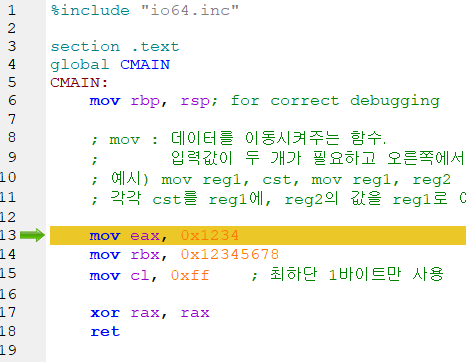 1 %include "io64.inc"
2
3 section .text
4 global CMAIN
5 CMAIN:
6 mov rbp, rsp; for correct debugging
7
8 ; mov : 데이터를 이동시켜주는 함수.
9 ; 입력값이 두 개가 필요하고 오른쪽에서
10 ; 예시) mov reg1, cst, mov reg1, reg2
11 ; 각각 cst를 reg1에, reg2의 값을 reg1로
12
13 mov eax, 0x1234
14 mov rbx, 0x12345678
15 mov cl, 0xff ; 최하단 1바이트만 사용
16
17 xor rax, rax
18 ret
19